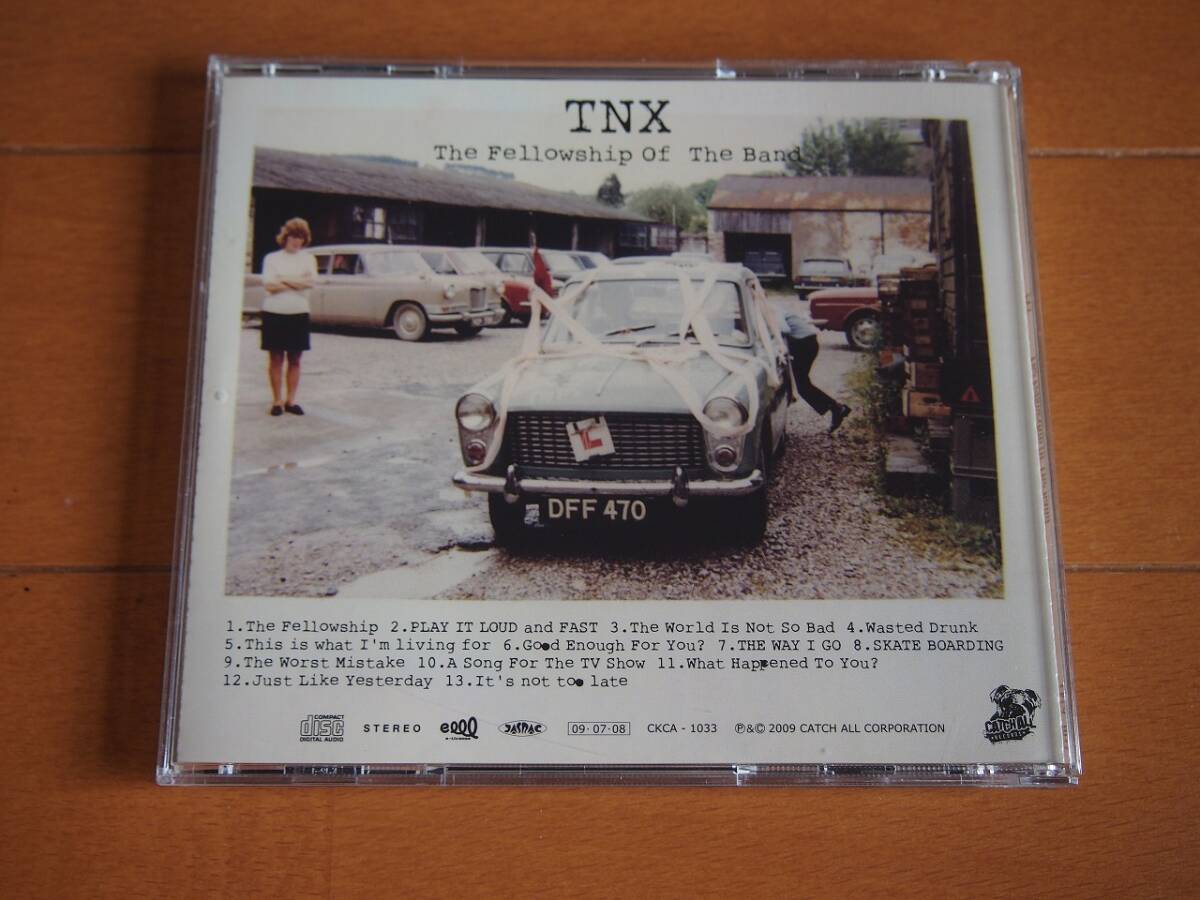 TNX
The Fellowship Of The Band
L
DFF 470
1.The Fellowship 2.PLAY IT LOUD and FAST 3.The World Is Not So Bad 4.Wasted Drunk
5.This is what I'm living for 6.Good Enough For You? 7.THE WAY I GO 8.SKATE BOARDING
9.The Worst Mistake 10.A Song For The TV Show 11.What Happened To You?
12.Just Like Yesterday 13.It's not too late
COMPACT
disc
DIGITAL AUDIO
STEREO
e-License
JASRAC
09·07·08
CKCA - 1033
℗&© 2009 CATCH ALL CORPORATION
CATCH ALL
RECORDS